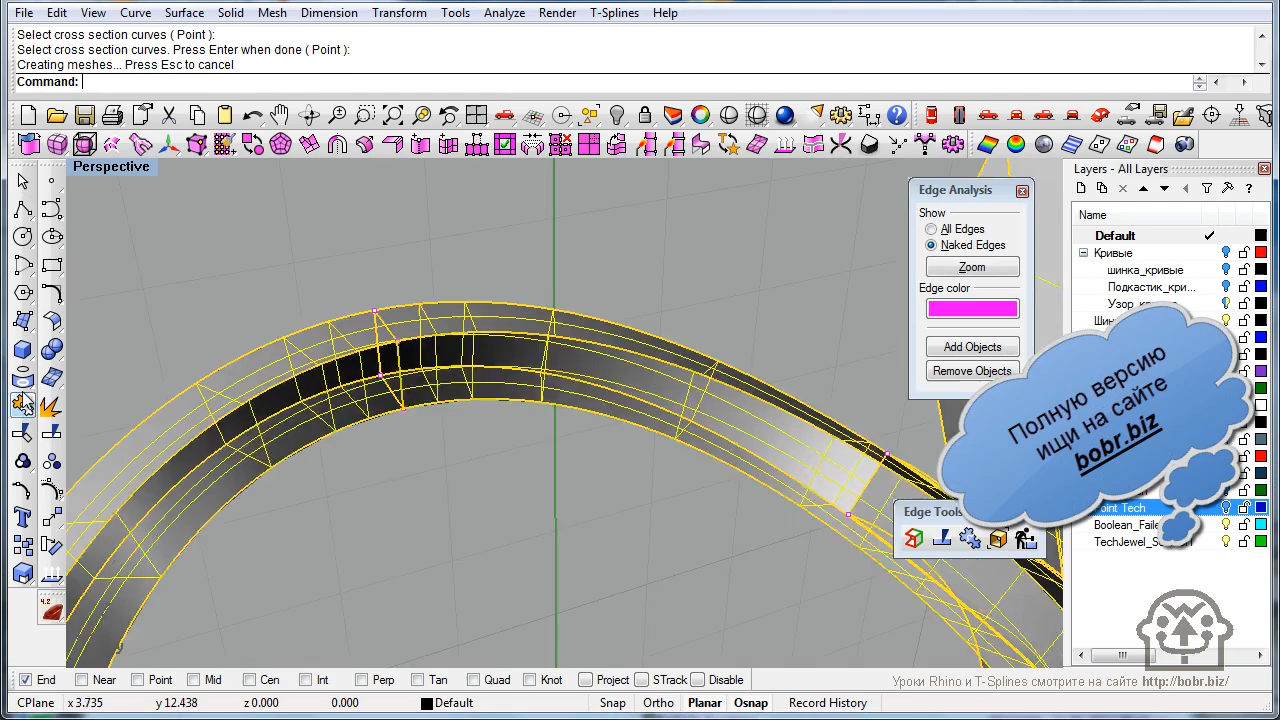 File Edit View Curve Surface Solid Mesh Dimension Transform Tools Analyze Render T-Splines Help
Select cross section curves ( Point ):
Select cross section curves. Press Enter when done ( Point ):
Creating meshes... Press Esc to cancel
Command:
Perspective
Edge Analysis
Show
All Edges
Naked Edges
Zoom
Edge color
Add Objects
Remove Objects
Layers - All Layers
Name
Default
Кривые
шинка_кривые
Подкастик_кри...
Полную версию
ищи на сайте
bobr.biz
Edge Tools
Point Tech
4.2
End Near Point Mid Cen Int Perp Tan Quad Knot Project STrack Disable
Уроки Rhino и T-Splines смотрите на сайте http://bobr.biz/
CPlane x 3.735 y 12.438 z 0.000 0.000 Default Snap Ortho Planar Osnap Record History